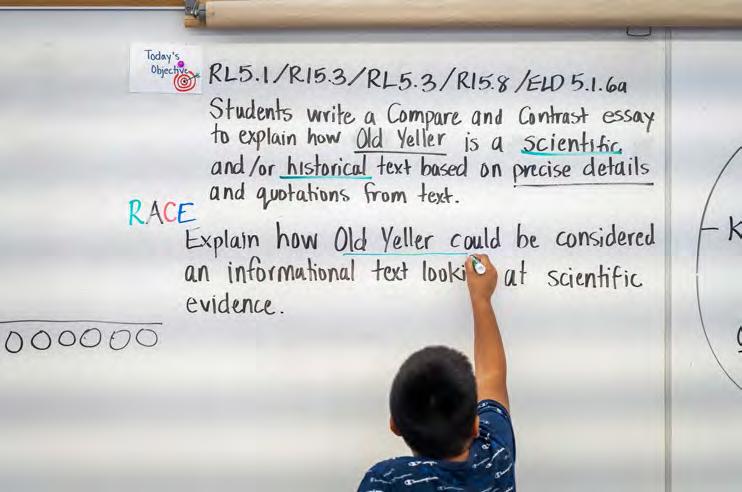 Today's
Objective
RL5.1/RI5.3/RL5.3/RI5.8/ELD 5.1.6a
Students write a Compare and Contrast essay
to explain how Old Yeller is a scientific
and/or historical text based on precise details
and quotations from text.
RACE
Explain how Old Yeller could be considered
an informational text looki at scientific
evidence.
K
Champion